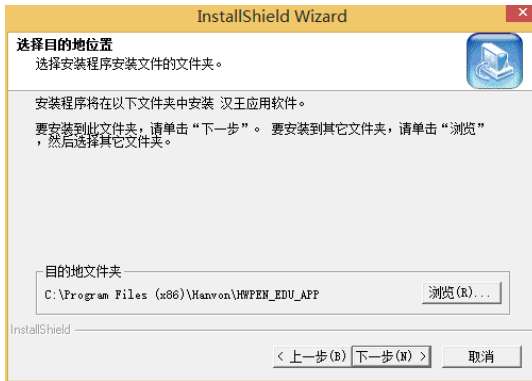 InstallShield Wizard
选择目的地位置
选择安装程序安装文件的文件夹。
安装程序将在以下文件夹中安装 汉王应用软件。
要安装到此文件夹，请单击“下一步”。 要安装到其它文件夹，请单击“浏览”
，然后选择其它文件夹。
目的地文件夹
C:\Program Files (x86)\Hanvon\HWPEN_EDU_APP
浏览(R)...
InstallShield
< 上一步(B) 下一步(N) > 取消